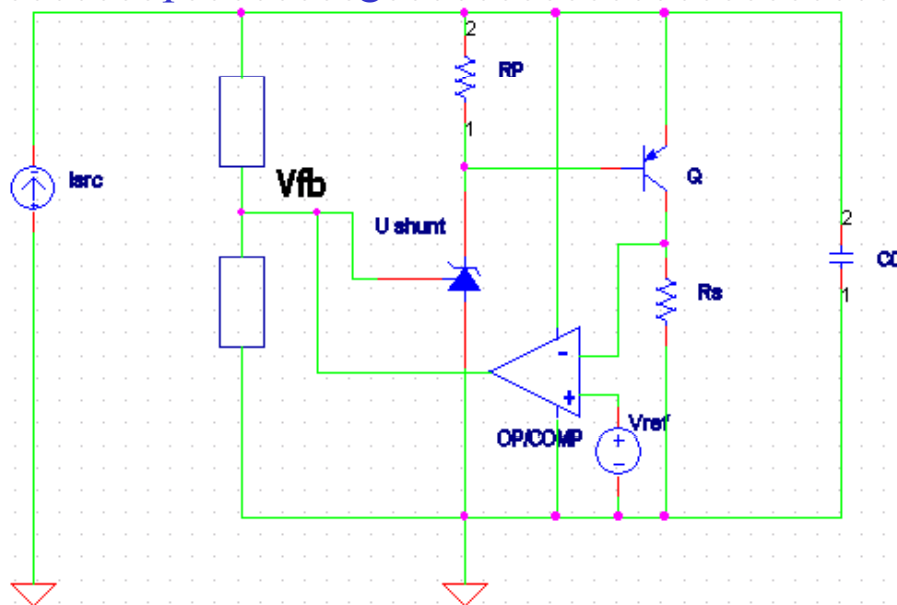 2
RP
1
Isrc
Vfb
Q
U shunt
2
1
Rs
-
+
OP/COMP
Vref
+
-